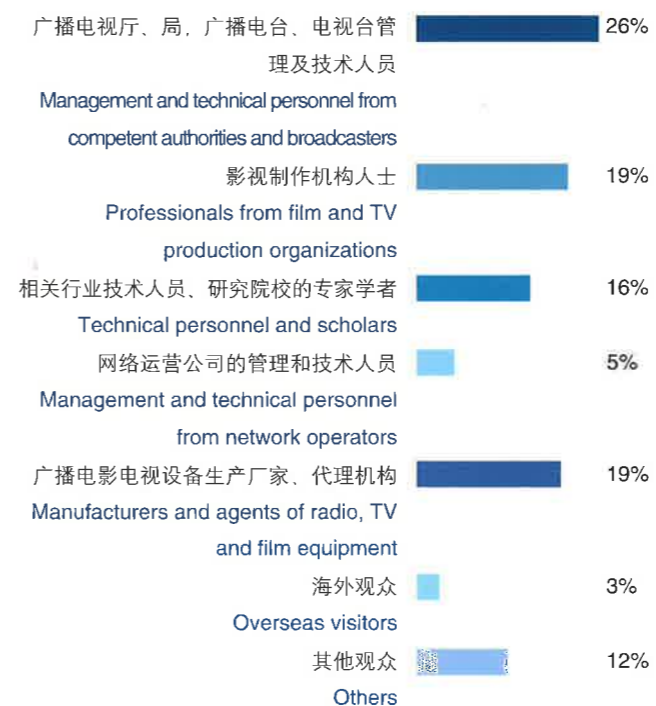 广播电视厅、局，广播电台、电视台管 26%
理及技术人员
Management and technical personnel from
competent authorities and broadcasters
影视制作机构人士 19%
Professionals from film and TV
production organizations
相关行业技术人员、研究院校的专家学者 16%
Technical personnel and scholars
网络运营公司的管理和技术人员 5%
Management and technical personnel
from network operators
广播电影电视设备生产厂家、代理机构 19%
Manufacturers and agents of radio, TV
and film equipment
海外观众 3%
Overseas visitors
其他观众 12%
Others